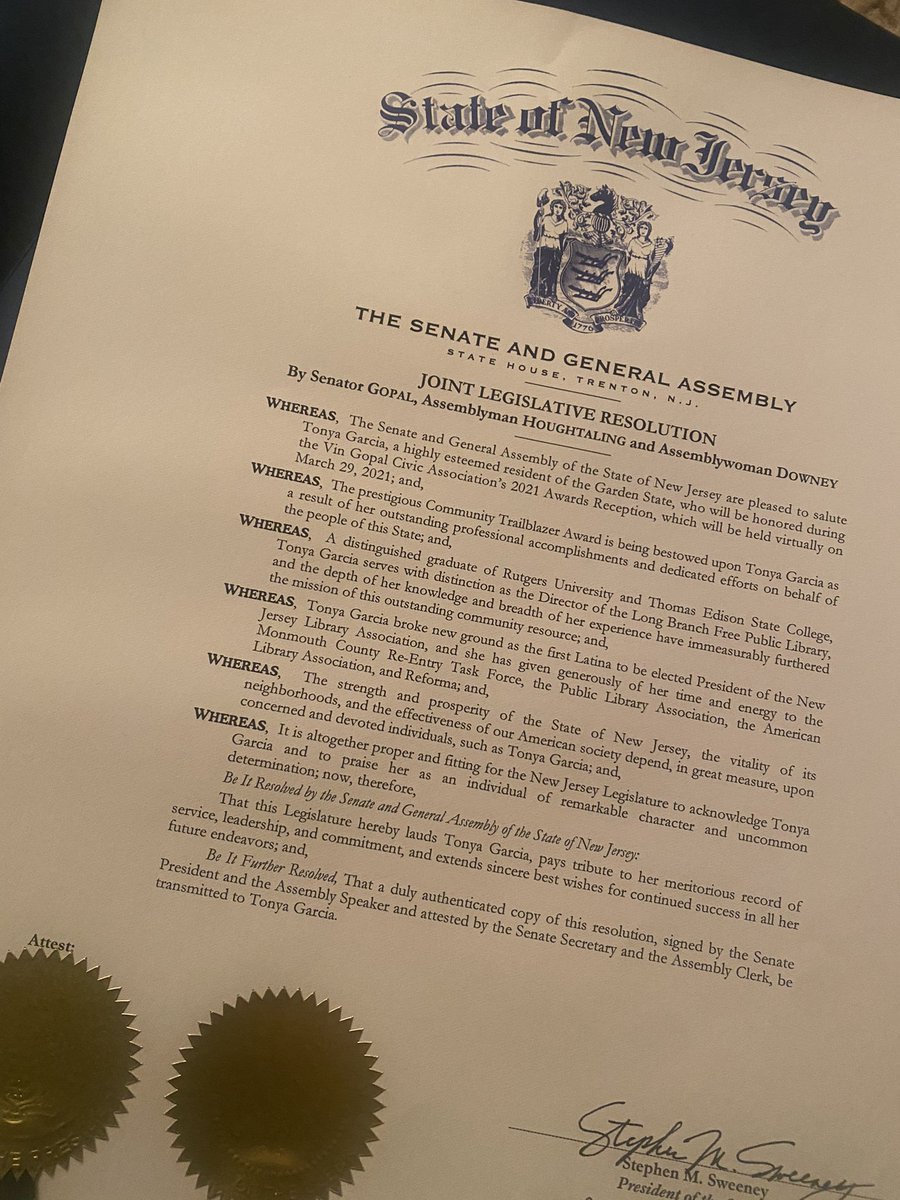 State of New Jersey
LIBERTY AND PROSPERITY
1776
THE SENATE AND GENERAL ASSEMBLY
STATE HOUSE, TRENTON, N.J.
JOINT LEGISLATIVE RESOLUTION
By Senator GOPAL, Assemblyman HOUGHTALING and Assemblywoman DOWNEY
WHEREAS, The Senate and General Assembly of the State of New Jersey are pleased to salute
Tonya Garcia, a highly esteemed resident of the Garden State, who will be honored during
the Vin Gopal Civic Association's 2021 Awards Reception, which will be held virtually on
March 29, 2021; and,
WHEREAS, The prestigious Community Trailblazer Award is being bestowed upon Tonya Garcia as
a result of her outstanding professional accomplishments and dedicated efforts on behalf of
the people of this State; and,
WHEREAS, A distinguished graduate of Rutgers University and Thomas Edison State College,
Tonya Garcia serves with distinction as the Director of the Long Branch Free Public Library,
and the depth of her knowledge and breadth of her experience have immeasurably furthered
the mission of this outstanding community resource; and,
WHEREAS, Tonya Garcia broke new ground as the first Latina to be elected President of the New
Jersey Library Association, and she has given generously of her time and energy to the
Monmouth County Re-Entry Task Force, the Public Library Association, the American
Library Association, and Reforma; and,
WHEREAS, The strength and prosperity of the State of New Jersey, the vitality of its
neighborhoods, and the effectiveness of our American society depend, in great measure, upon
concerned and devoted individuals, such as Tonya Garcia; and,
WHEREAS, It is altogether proper and fitting for the New Jersey Legislature to acknowledge Tonya
Garcia and to praise her as an individual of remarkable character and uncommon
determination; now, therefore,
Be It Resolved by the Senate and General Assembly of the State of New Jersey:
That this Legislature hereby lauds Tonya Garcia, pays tribute to her meritorious record of
service, leadership, and commitment, and extends sincere best wishes for continued success in all her
future endeavors; and,
Be It Further Resolved, That a duly authenticated copy of this resolution, signed by the Senate
President and the Assembly Speaker and attested by the Senate Secretary and the Assembly Clerk, be
transmitted to Tonya Garcia.
Attest:
Stephen M. Sweeney
Stephen M. Sweeney
President of the